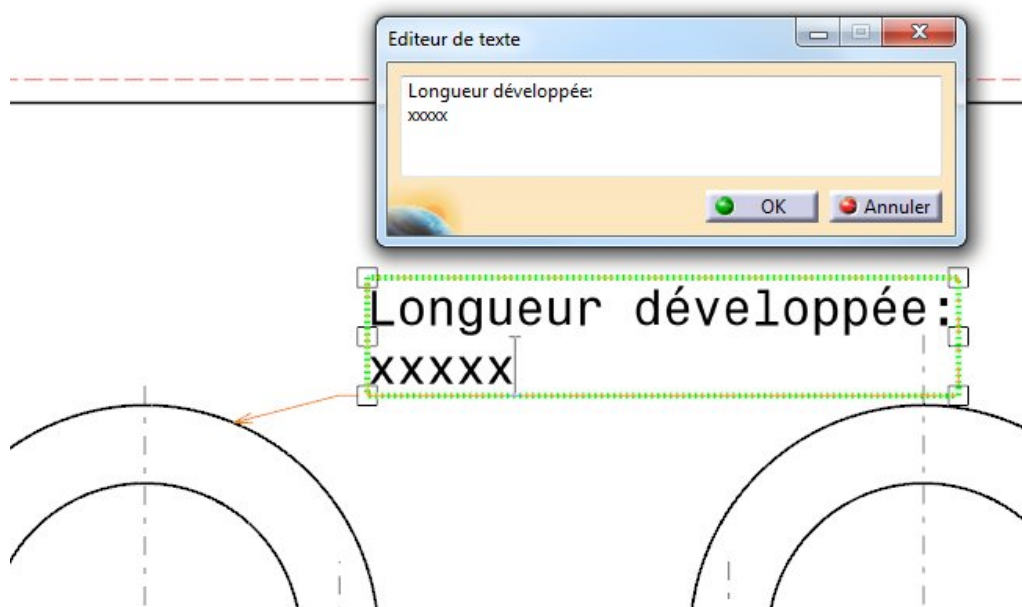 Editeur de texte
Longueur développée:
xxxxx
OK
Annuler
Longueur développée:
xxxxx